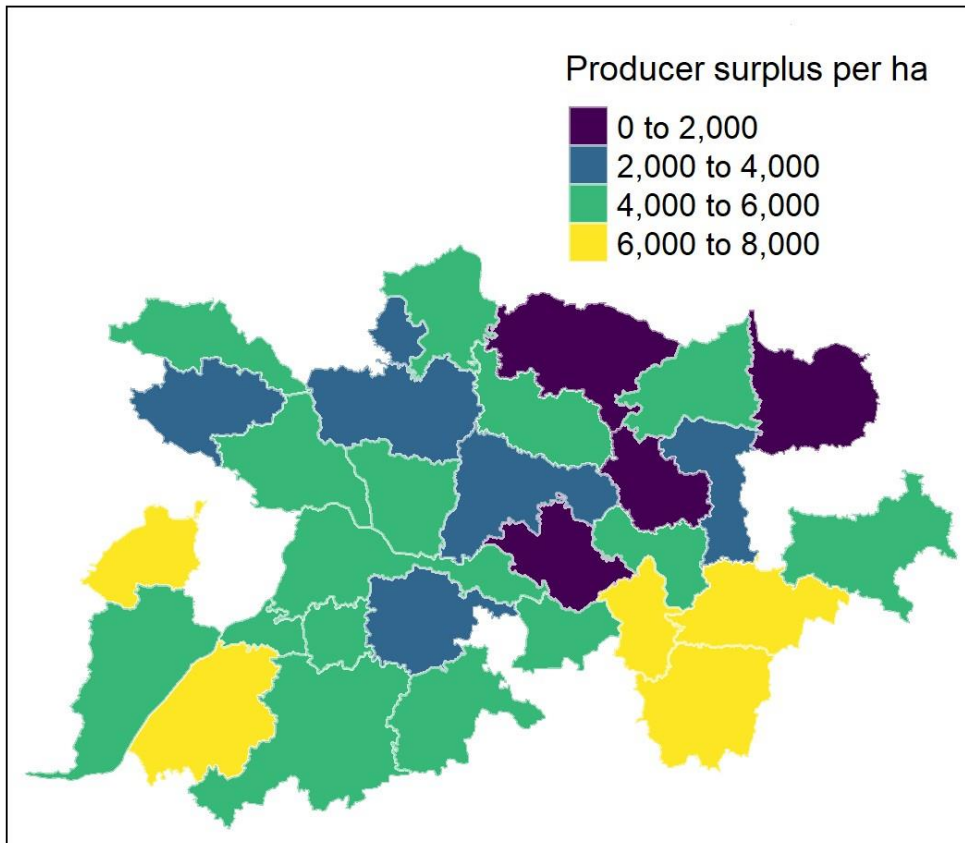 Producer surplus per ha
0 to 2,000
2,000 to 4,000
4,000 to 6,000
6,000 to 8,000